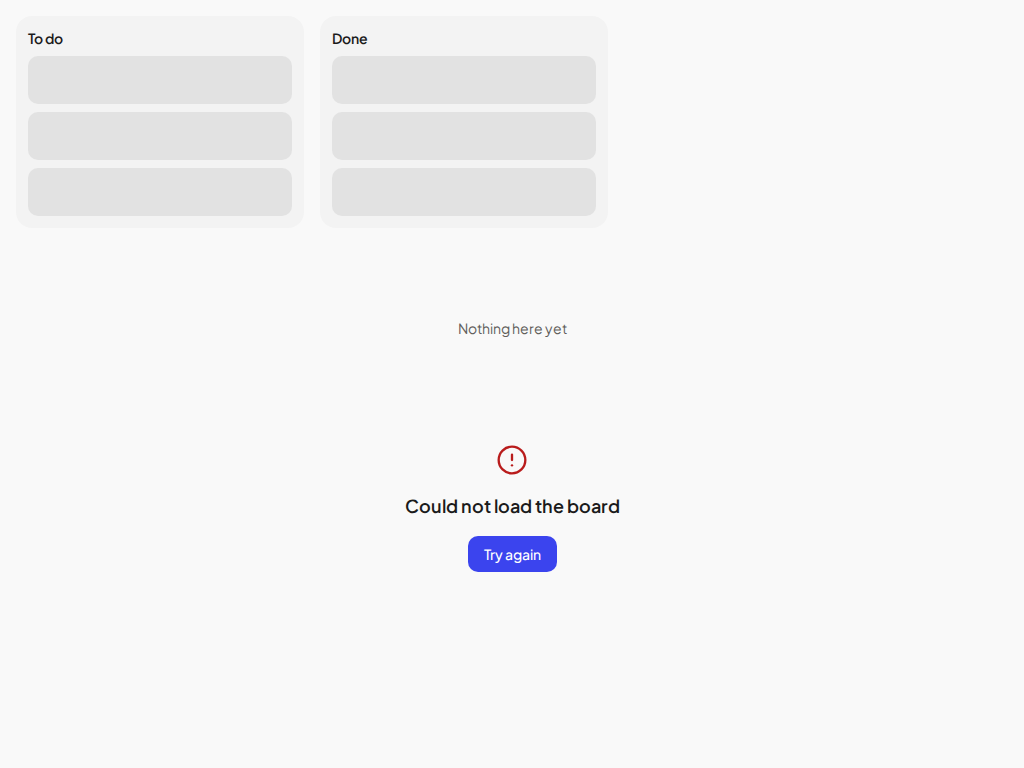 To do
Done
Nothing here yet
Could not load the board
Try again